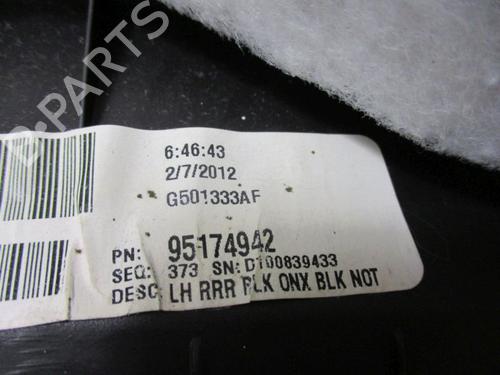 B-PARTS
6:46:43
2/7/2012
G501333AF
PN: 95174942
SEQ: 373 SN: D100839433
DESC: LH RRR BLK ONX BLK NOT